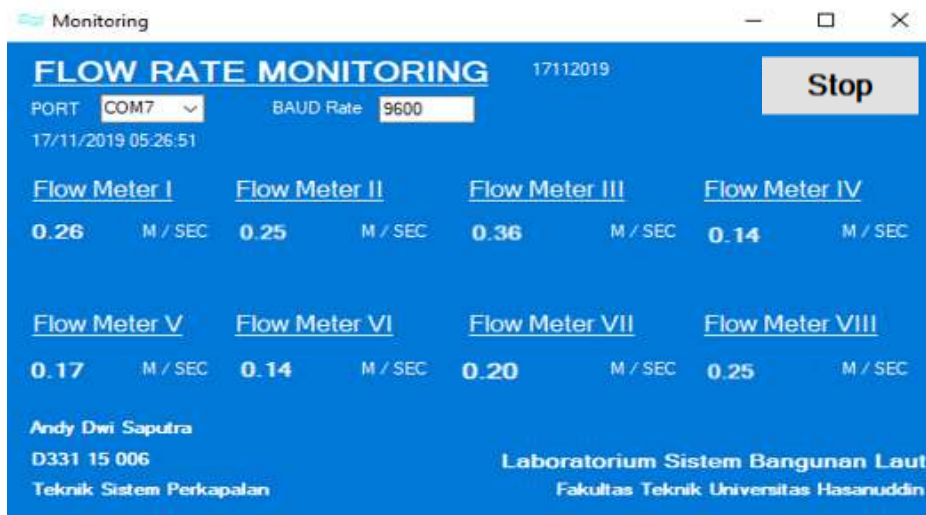 Monitoring
FLOW RATE MONITORING 17112019 Stop
PORT COM7 BAUD Rate 9600
17/11/2019 05:26:51
Flow Meter I Flow Meter II Flow Meter III Flow Meter IV
0.26 M / SEC 0.25 M / SEC 0.36 M / SEC 0.14 M / SEC
Flow Meter V Flow Meter VI Flow Meter VII Flow Meter VIII
0.17 M / SEC 0.14 M / SEC 0.20 M / SEC 0.25 M / SEC
Andy Dwi Saputra
D331 15 006 Laboratorium Sistem Bangunan Laut
Teknik Sistem Perkapalan Fakultas Teknik Universitas Hasanuddin